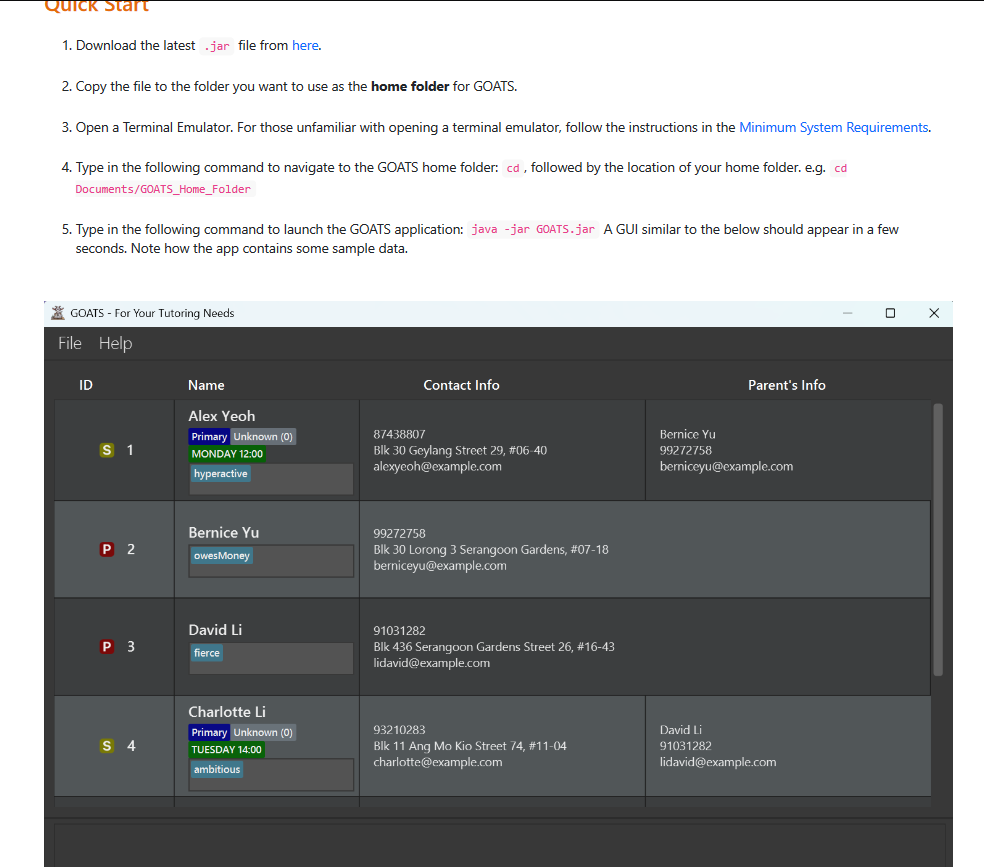 Quick Start
1. Download the latest .jar file from here.
2. Copy the file to the folder you want to use as the home folder for GOATS.
3. Open a Terminal Emulator. For those unfamiliar with opening a terminal emulator, follow the instructions in the Minimum System Requirements.
4. Type in the following command to navigate to the GOATS home folder: cd , followed by the location of your home folder. e.g. cd
Documents/GOATS_Home_Folder
5. Type in the following command to launch the GOATS application: java -jar GOATS.jar A GUI similar to the below should appear in a few
seconds. Note how the app contains some sample data.
GOATS - For Your Tutoring Needs
File Help
ID Name Contact Info Parent's Info
S 1
Alex Yeoh
Primary Unknown (0)
MONDAY 12:00
hyperactive
87438807
Blk 30 Geylang Street 29, #06-40
alexyeoh@example.com
Bernice Yu
99272758
berniceyu@example.com
P 2
Bernice Yu
owesMoney
99272758
Blk 30 Lorong 3 Serangoon Gardens, #07-18
berniceyu@example.com
P 3
David Li
fierce
91031282
Blk 436 Serangoon Gardens Street 26, #16-43
lidavid@example.com
S 4
Charlotte Li
Primary Unknown (0)
TUESDAY 14:00
ambitious
93210283
Blk 11 Ang Mo Kio Street 74, #11-04
charlotte@example.com
David Li
91031282
lidavid@example.com